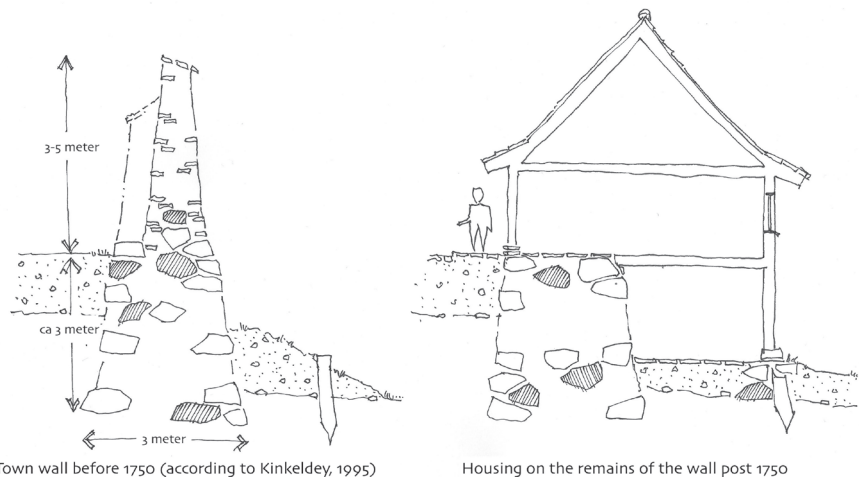 3-5 meter
ca 3 meter
3 meter
Town wall before 1750 (according to Kinkeldey, 1995)
Housing on the remains of the wall post 1750